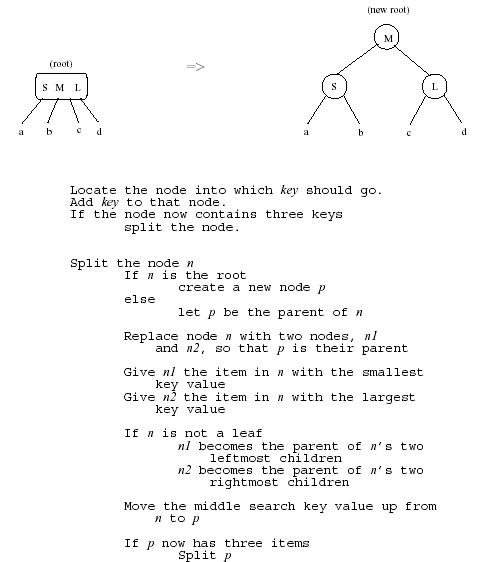 (new root)
M
(root)
=>
S M L
S
L
a b c d
a b c d
Locate the node into which key should go.
Add key to that node.
If the node now contains three keys
split the node.
Split the node n
If n is the root
create a new node p
else
let p be the parent of n
Replace node n with two nodes, n1
and n2, so that p is their parent
Give n1 the item in n with the smallest
key value
Give n2 the item in n with the largest
key value
If n is not a leaf
n1 becomes the parent of n's two
leftmost children
n2 becomes the parent of n's two
rightmost children
Move the middle search key value up from
n to p
If p now has three items
Split p